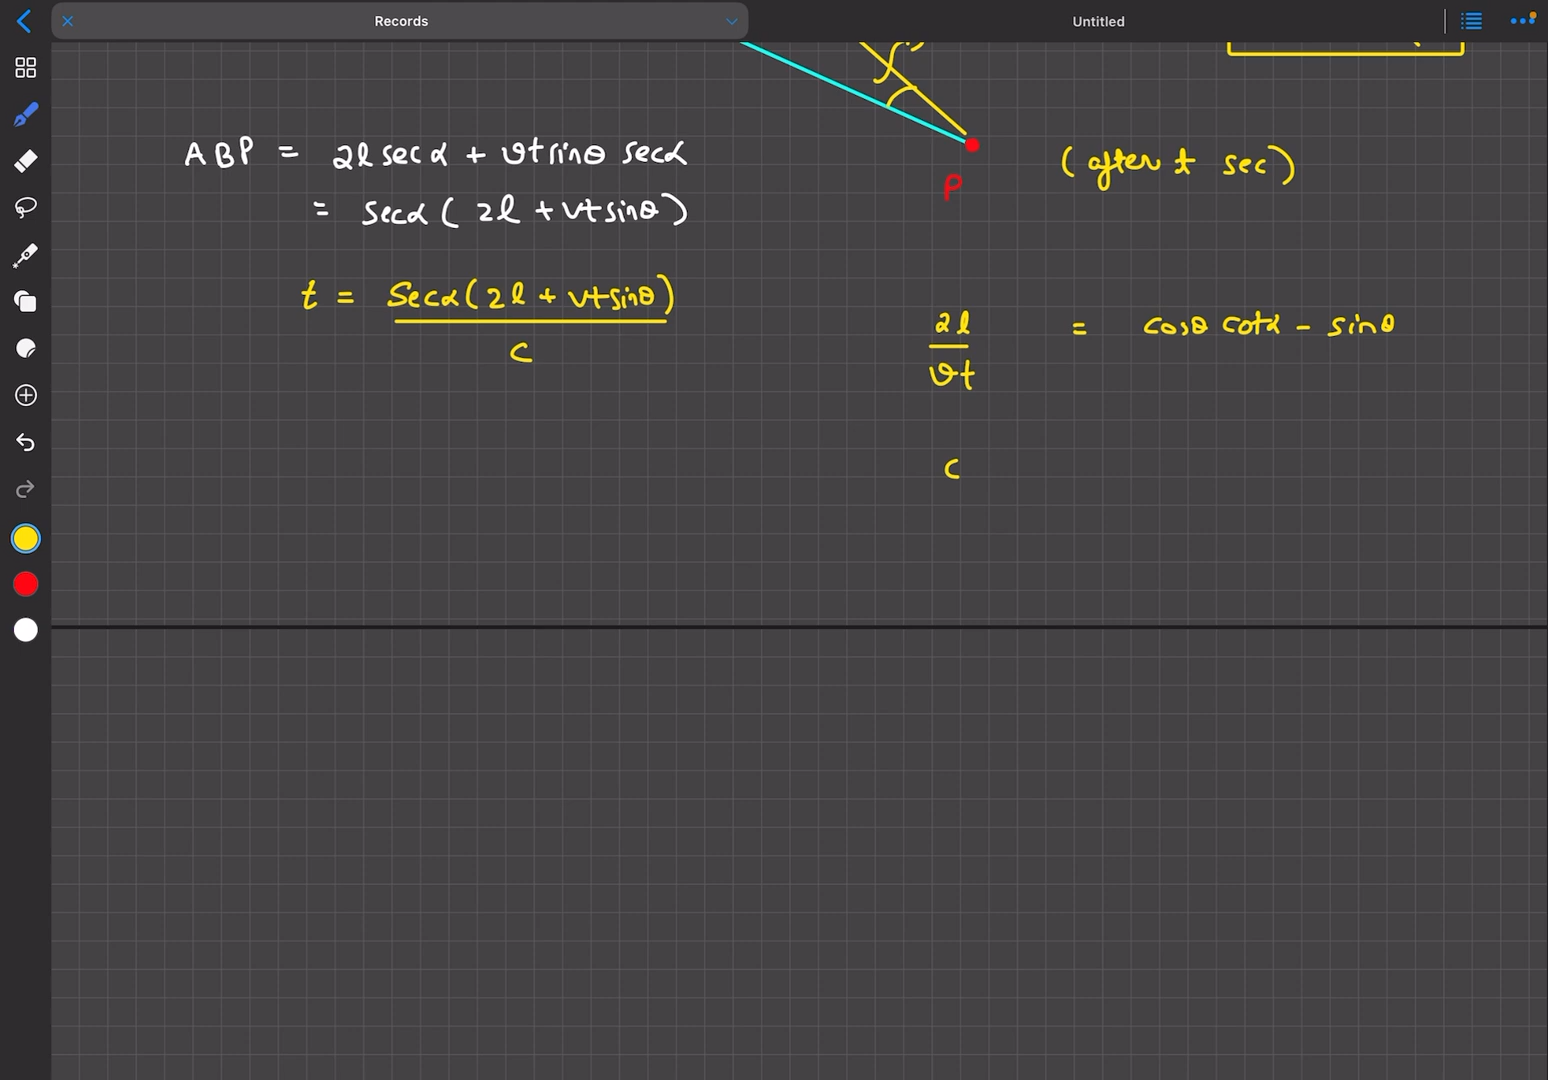 Records
Untitled
ABP = 2l sec α + vt sinθ secα
= secα ( 2l + vt sinθ )
P
(after t sec)
t = Secα ( 2l + vt sinθ ) / C
2l / vt = cosθ cotα - sinθ
C